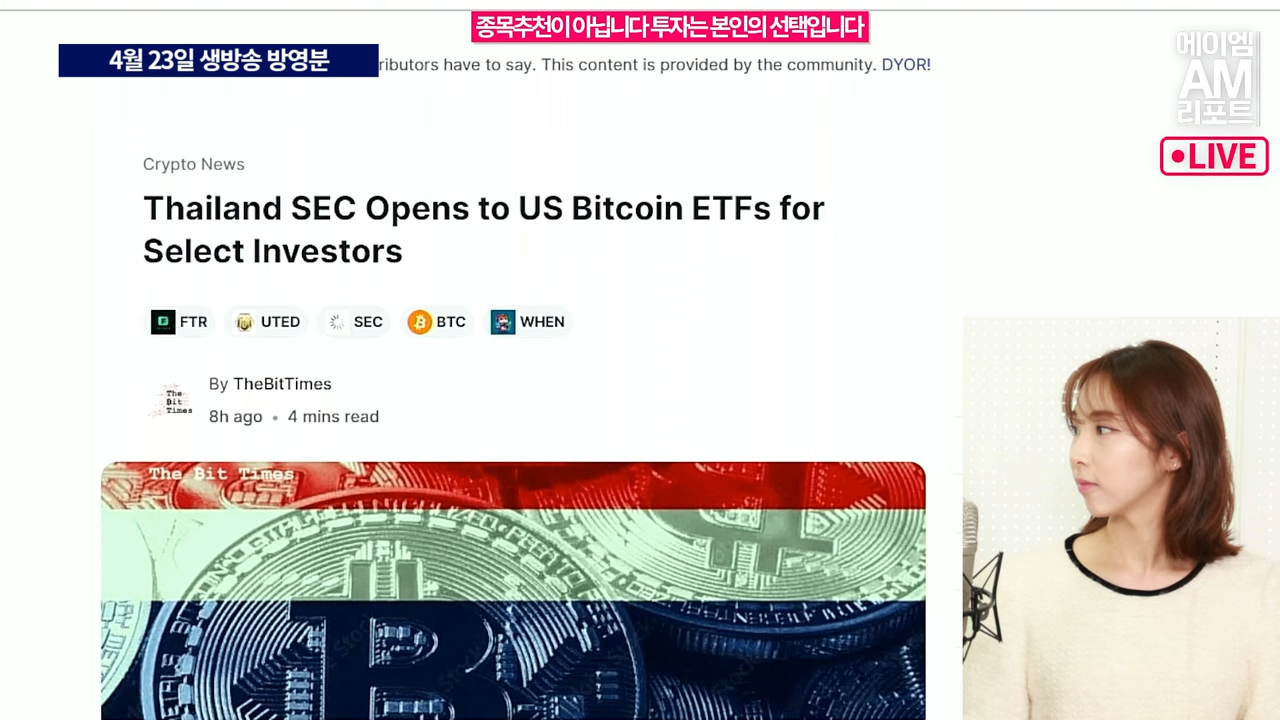 종목추천이 아닙니다 투자는 본인의 선택입니다
4월 23일 생방송 방영분
ributors have to say. This content is provided by the community. DYOR!
에이엠
AM
리포트
LIVE
Crypto News
Thailand SEC Opens to US Bitcoin ETFs for
Select Investors
FTR UTED SEC BTC WHEN
The
Bit
Times
By TheBitTimes
8h ago • 4 mins read
The Bit Times